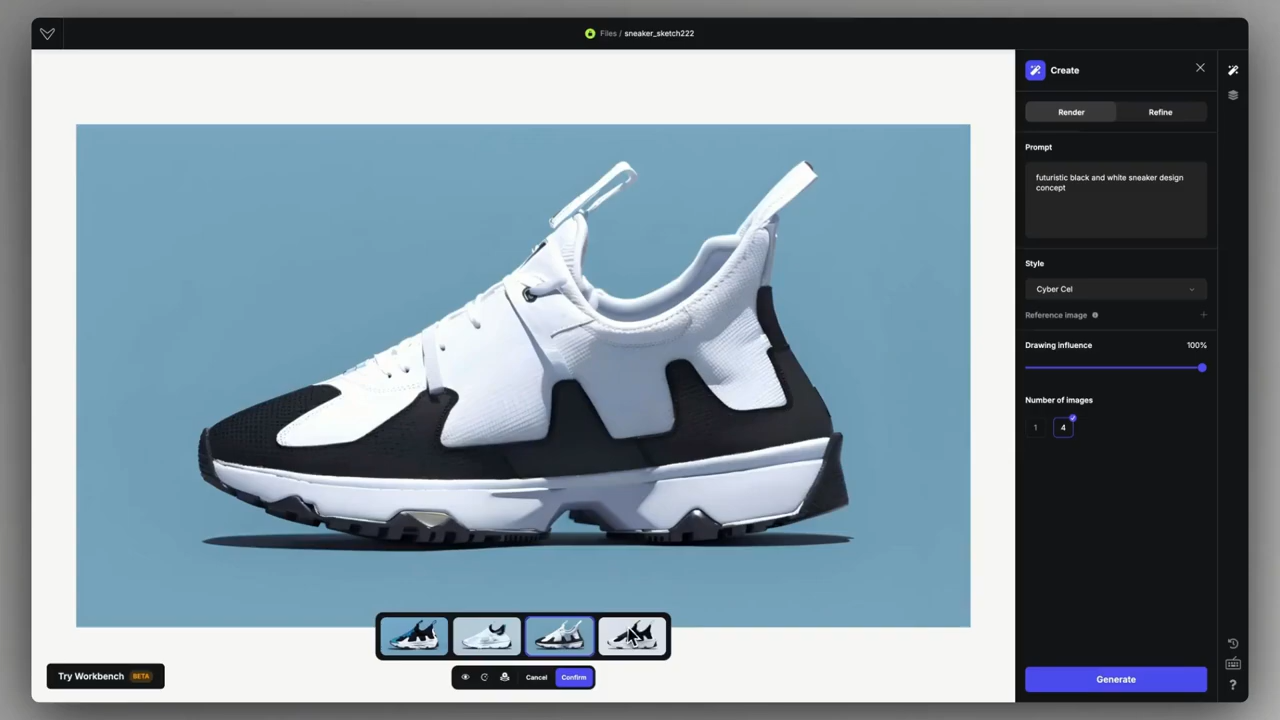 Files / sneaker_sketch222
Create
Render
Refine
Prompt
futuristic black and white sneaker design
concept
Style
Cyber Cel
Reference image
Drawing influence
100%
Number of images
1
4
Try Workbench
BETA
Cancel
Confirm
Generate
?